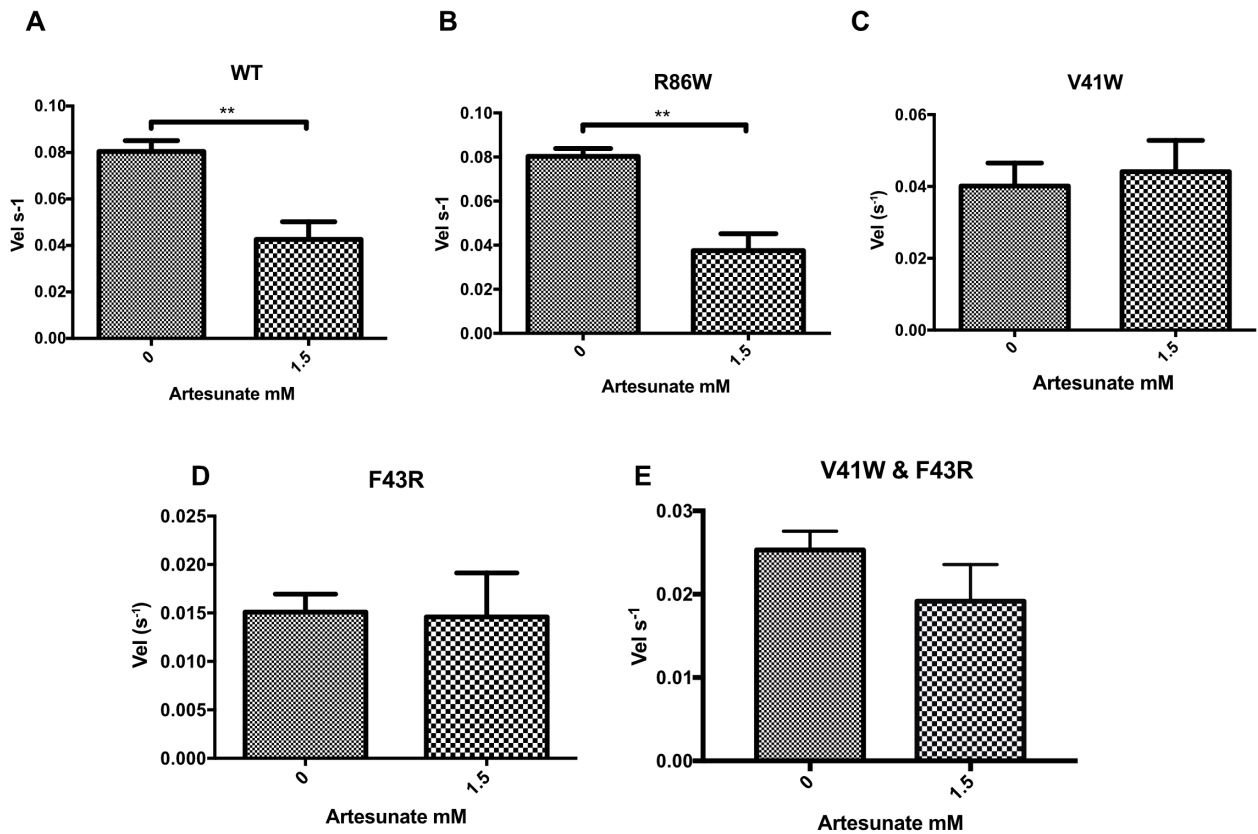 A
WT
**
0.10
0.08
0.06
0.04
0.02
0.00
Vel s-1
0
1.5
Artesunate mM
B
R86W
**
0.10
0.08
0.06
0.04
0.02
0.00
Vel s-1
0
1.5
Artesunate mM
C
V41W
0.06
0.04
0.02
0.00
Vel (s-1)
0
1.5
Artesunate mM
D
F43R
0.025
0.020
0.015
0.010
0.005
0.000
Vel (s-1)
0
1.5
Artesunate mM
E
V41W & F43R
0.03
0.02
0.01
0.00
Vel s-1
0
1.5
Artesunate mM